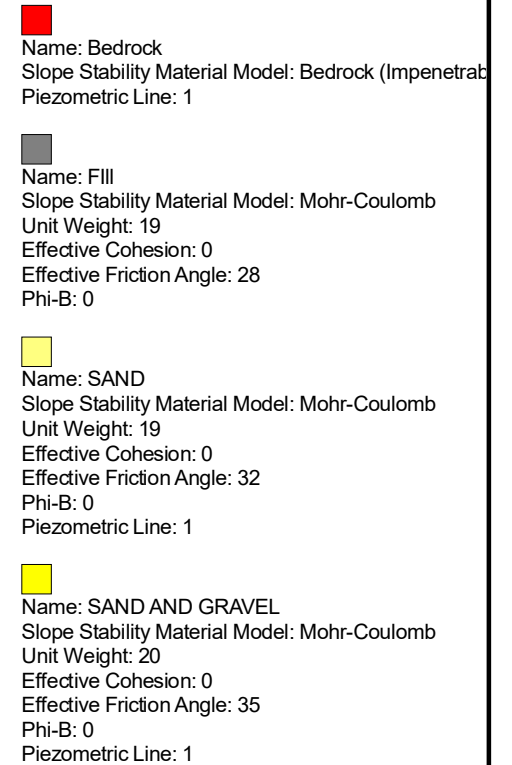 Name: Bedrock
Slope Stability Material Model: Bedrock (Impenetrab
Piezometric Line: 1
Name: FIll
Slope Stability Material Model: Mohr-Coulomb
Unit Weight: 19
Effective Cohesion: 0
Effective Friction Angle: 28
Phi-B: 0
Name: SAND
Slope Stability Material Model: Mohr-Coulomb
Unit Weight: 19
Effective Cohesion: 0
Effective Friction Angle: 32
Phi-B: 0
Piezometric Line: 1
Name: SAND AND GRAVEL
Slope Stability Material Model: Mohr-Coulomb
Unit Weight: 20
Effective Cohesion: 0
Effective Friction Angle: 35
Phi-B: 0
Piezometric Line: 1